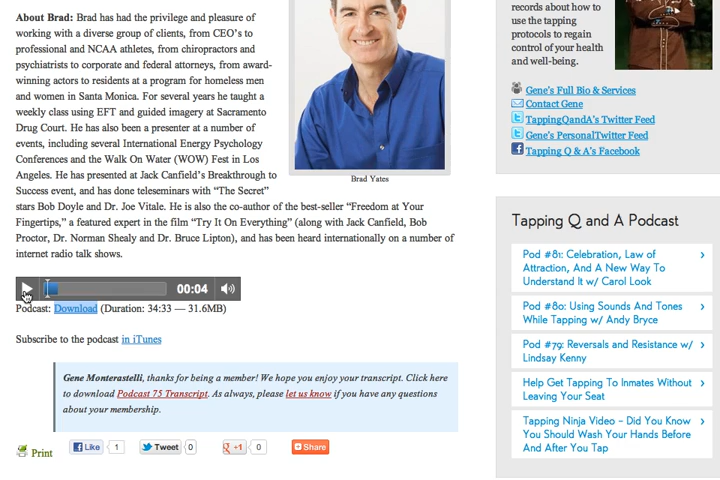 About Brad: Brad has had the privilege and pleasure of
working with a diverse group of clients, from CEO's to
professional and NCAA athletes, from chiropractors and
psychiatrists to corporate and federal attorneys, from award-
winning actors to residents at a program for homeless men
and women in Santa Monica. For several years he taught a
weekly class using EFT and guided imagery at Sacramento
Drug Court. He has also been a presenter at a number of
events, including several International Energy Psychology
Conferences and the Walk On Water (WOW) Fest in Los
Angeles. He has presented at Jack Canfield's Breakthrough to
Success event, and has done teleseminars with "The Secret"
stars Bob Doyle and Dr. Joe Vitale. He is also the co-author of the best-seller "Freedom at Your
Fingertips," a featured expert in the film "Try It On Everything" (along with Jack Canfield, Bob
Proctor, Dr. Norman Shealy and Dr. Bruce Lipton), and has been heard internationally on a number of
internet radio talk shows.
Brad Yates
00:04
Podcast: Download (Duration: 34:33 — 31.6MB)
Subscribe to the podcast in iTunes
Gene Monterastelli, thanks for being a member! We hope you enjoy your transcript. Click here
to download Podcast 75 Transcript. As always, please let us know if you have any questions
about your membership.
Print
Like 1
Tweet 0
+1 0
Share
records about how to
use the tapping
protocols to regain
control of your health
and well-being.
Gene's Full Bio & Services
Contact Gene
TappingQandA's Twitter Feed
Gene's PersonalTwitter Feed
Tapping Q & A's Facebook
Tapping Q and A Podcast
Pod #81: Celebration, Law of
Attraction, And A New Way To
Understand It w/ Carol Look
Pod #80: Using Sounds And Tones
While Tapping w/ Andy Bryce
Pod #79: Reversals and Resistance w/
Lindsay Kenny
Help Get Tapping To Inmates Without
Leaving Your Seat
Tapping Ninja Video – Did You Know
You Should Wash Your Hands Before
And After You Tap